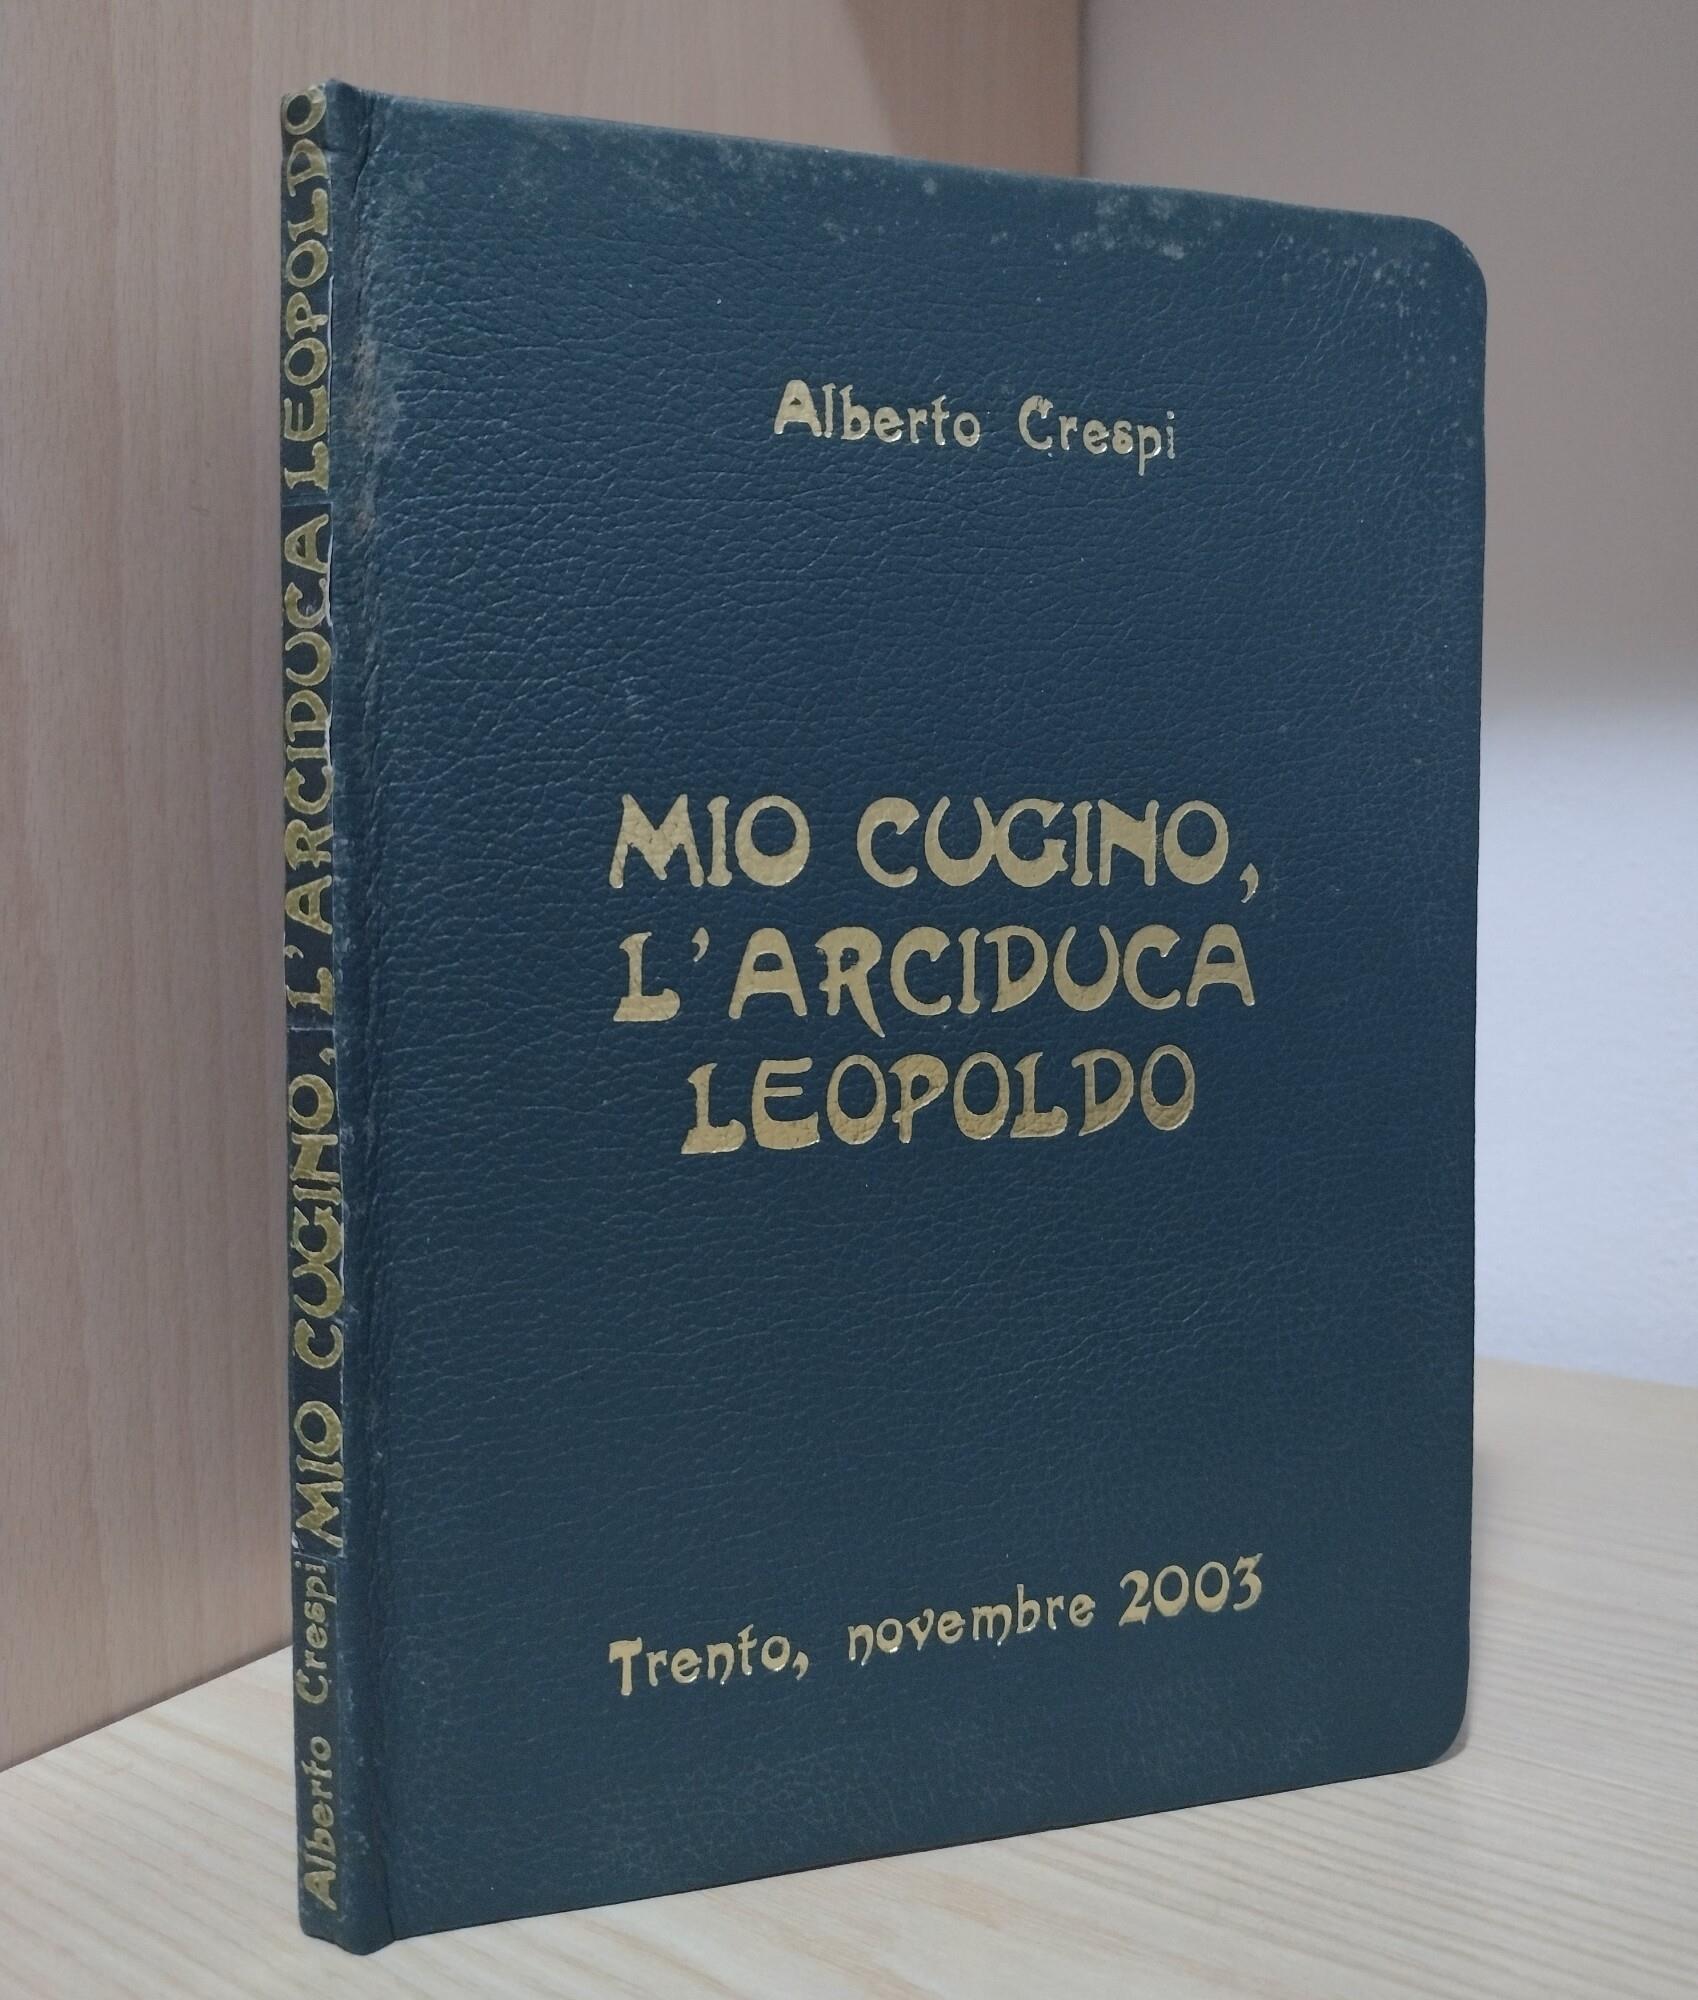 Alberto Crespi
MIO CUGINO,
L'ARCIDUCA
LEOPOLDO
Trento, novembre 2003
Alberto Crespi MIO CUGINO, L'ARCIDUCA LEOPOLDO